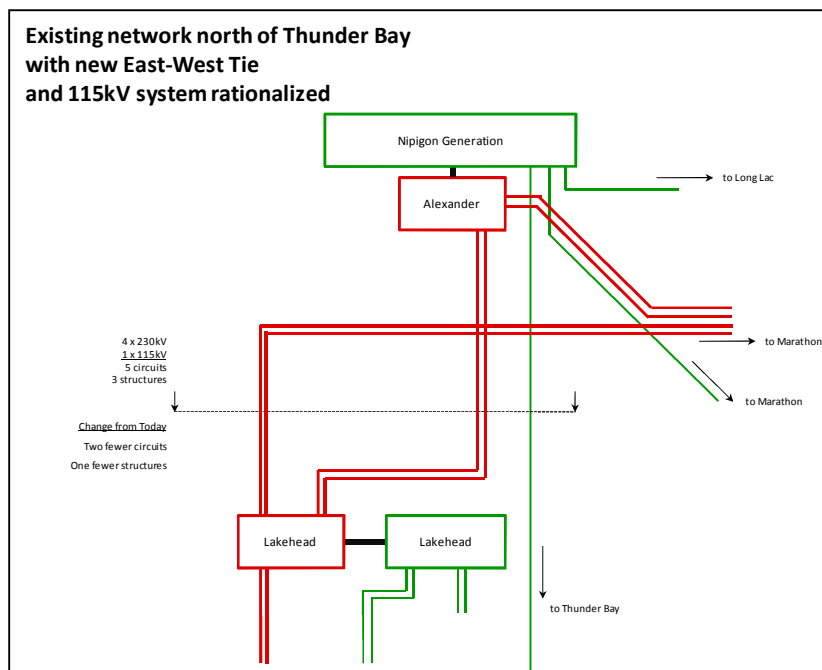 Existing network north of Thunder Bay
with new East-West Tie
and 115kV system rationalized
Nipigon Generation
to Long Lac
Alexander
4 x 230kV
1 x 115kV
5 circuits
3 structures
to Marathon
to Marathon
Change from Today
Two fewer circuits
One fewer structures
Lakehead
Lakehead
to Thunder Bay